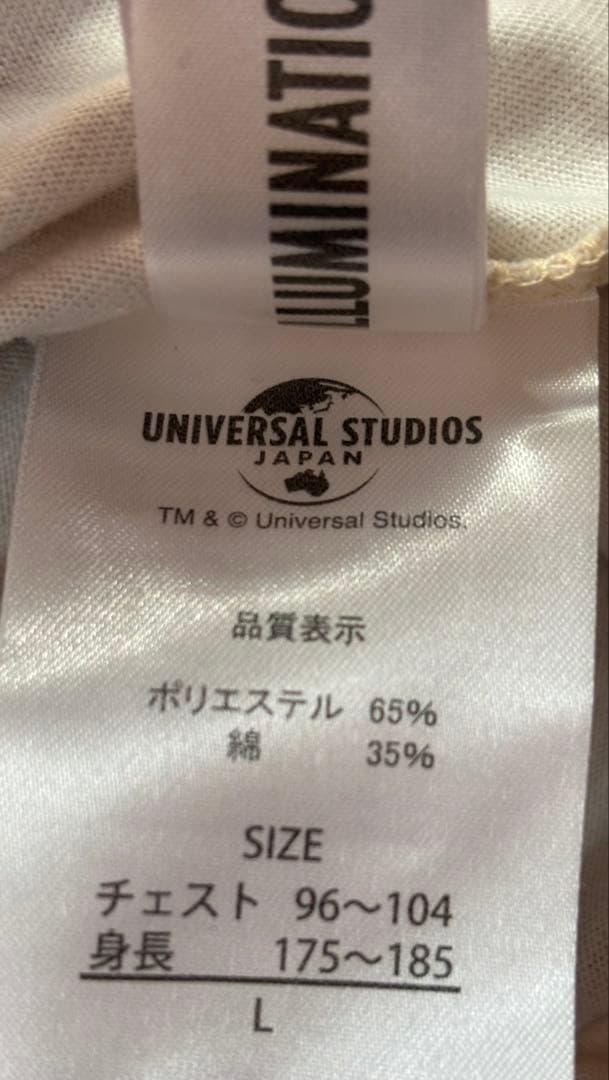 ILLUMINATIO
UNIVERSAL STUDIOS
JAPAN
TM & © Universal Studios.
品質表示
ポリエステル 65%
綿 35%
SIZE
チェスト 96～104
身長 175～185
L